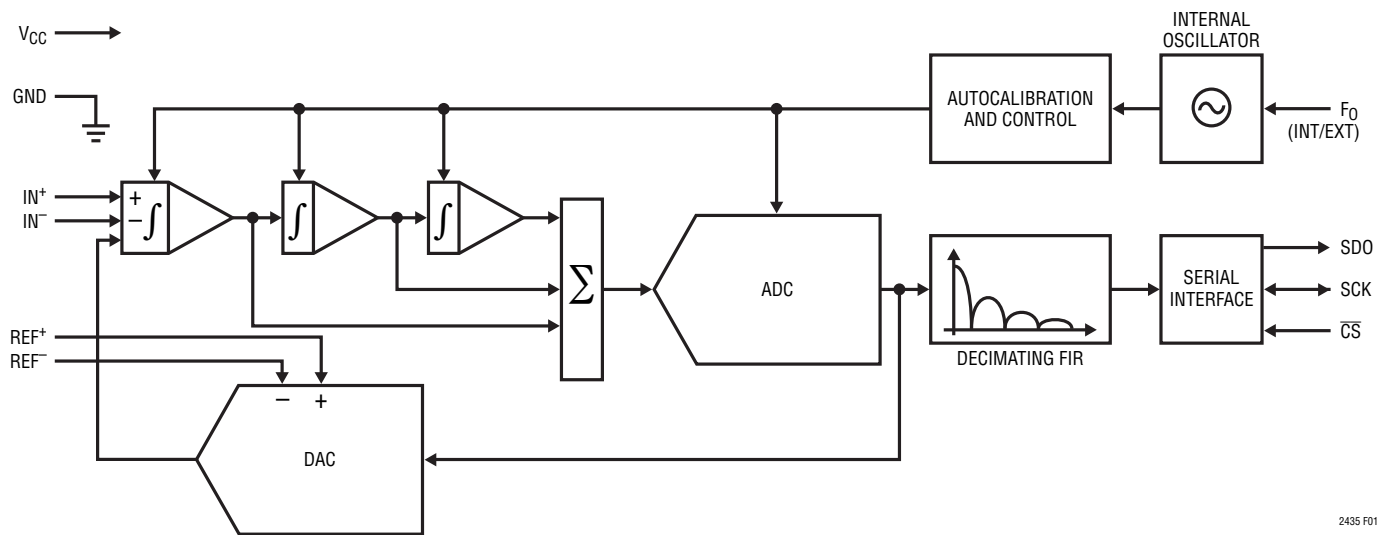 INTERNAL
OSCILLATOR
VCC
GND
AUTOCALIBRATION
AND CONTROL
FO
(INT/EXT)
IN+
IN−
+
−
∫
∫
∫
Σ
ADC
DECIMATING FIR
SERIAL
INTERFACE
SDO
SCK
C̅S̅
REF+
REF−
− +
DAC
2435 F01